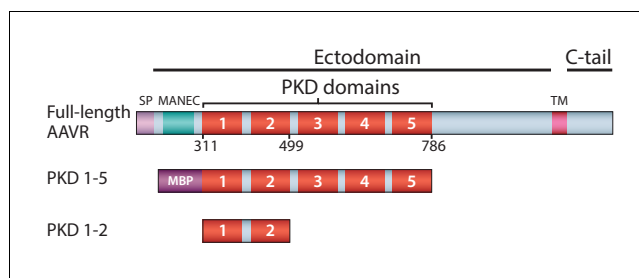 Ectodomain C-tail
PKD domains
SP MANEC TM
Full-length
AAVR
1 2 3 4 5
311 499 786
PKD 1-5 MBP 1 2 3 4 5
PKD 1-2 1 2